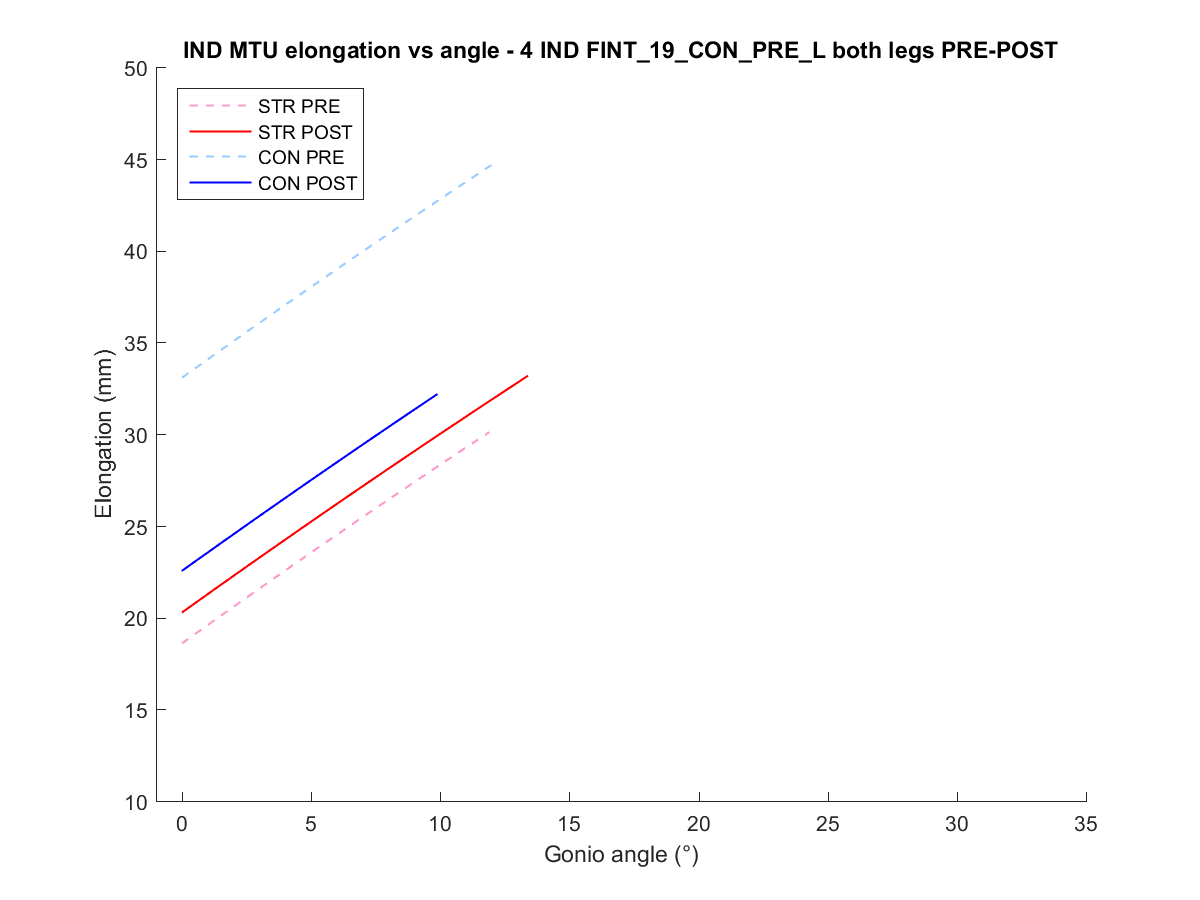 IND MTU elongation vs angle - 4 IND FINT_19_CON_PRE_L both legs PRE-POST
50
45
40
35
30
25
20
15
10
STR PRE
STR POST
CON PRE
CON POST
Elongation (mm)
0 5 10 15 20 25 30 35
Gonio angle (°)